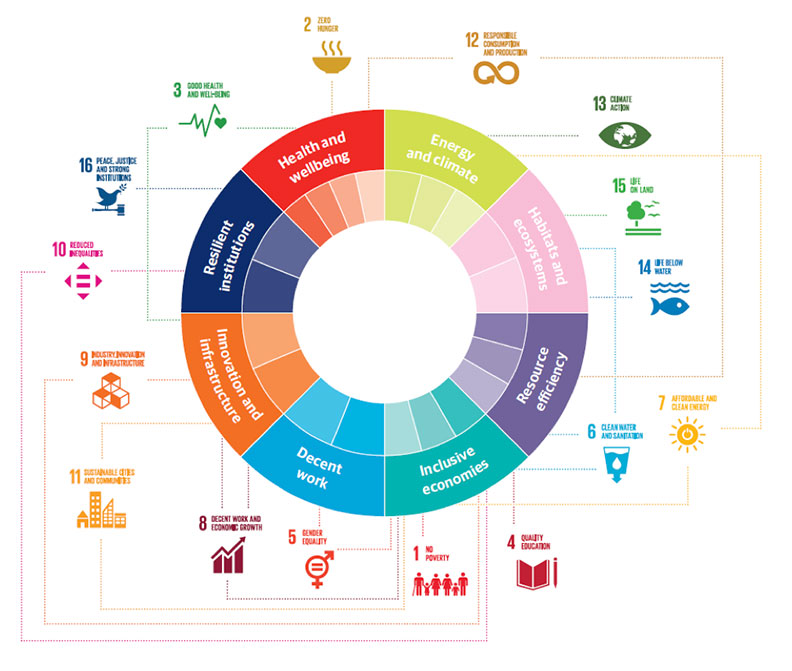 2 ZERO
HUNGER
12 RESPONSIBLE
CONSUMPTION
AND PRODUCTION
3 GOOD HEALTH
AND WELL-BEING
13 CLIMATE
ACTION
16 PEACE, JUSTICE
AND STRONG
INSTITUTIONS
15 LIFE
ON LAND
10 REDUCED
INEQUALITIES
14 LIFE BELOW
WATER
9 INDUSTRY, INNOVATION
AND INFRASTRUCTURE
7 AFFORDABLE AND
CLEAN ENERGY
6 CLEAN WATER
AND SANITATION
11 SUSTAINABLE CITIES
AND COMMUNITIES
8 DECENT WORK AND
ECONOMIC GROWTH
5 GENDER
EQUALITY
1 NO
POVERTY
4 QUALITY
EDUCATION
Health and
wellbeing
Energy
and climate
Habitats and
ecosystems
Resource
efficiency
Inclusive
economies
Decent
work
Innovation and
infrastructure
Resilient
institutions